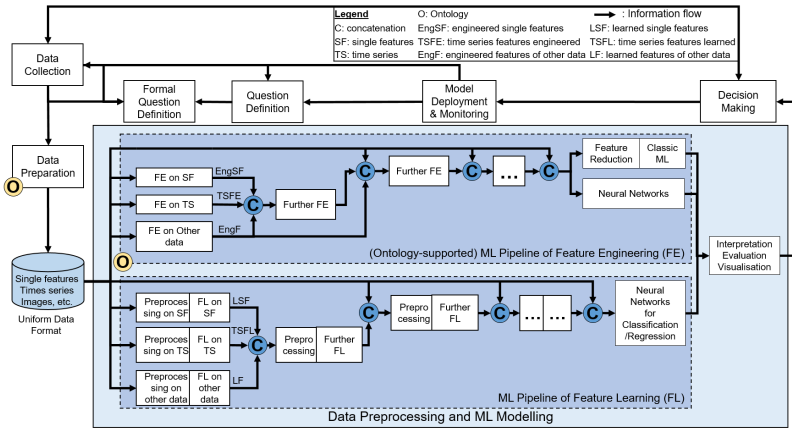 Legend
O: Ontology
: Information flow
C: concatenation
EngSF: engineered single features
LSF: learned single features
SF: single features
TSFE: time series features engineered
TSFL: time series features learned
TS: time series
EngF: engineered features of other data
LF: learned features of other data
Data
Collection
Formal
Question
Definition
Question
Definition
Model
Deployment
& Monitoring
Decision
Making
Data
Preparation
O
FE on SF
EngSF
FE on TS
TSFE
FE on Other
data
EngF
C
Further FE
C
Further FE
C
...
C
Feature
Reduction
Classic
ML
Neural Networks
(Ontology-supported) ML Pipeline of Feature Engineering (FE)
O
Interpretation
Evaluation
Visualisation
Single features
Times series
Images, etc.
Uniform Data
Format
Preproces
sing on SF
FL on
SF
LSF
Preproces
sing on TS
FL on
TS
TSFL
Preproces
sing on
other data
FL on
other data
LF
C
Prepro
cessing
Further
FL
C
Prepro
cessing
Further
FL
C
... ...
C
Neural
Networks
for
Classification
/Regression
ML Pipeline of Feature Learning (FL)
Data Preprocessing and ML Modelling